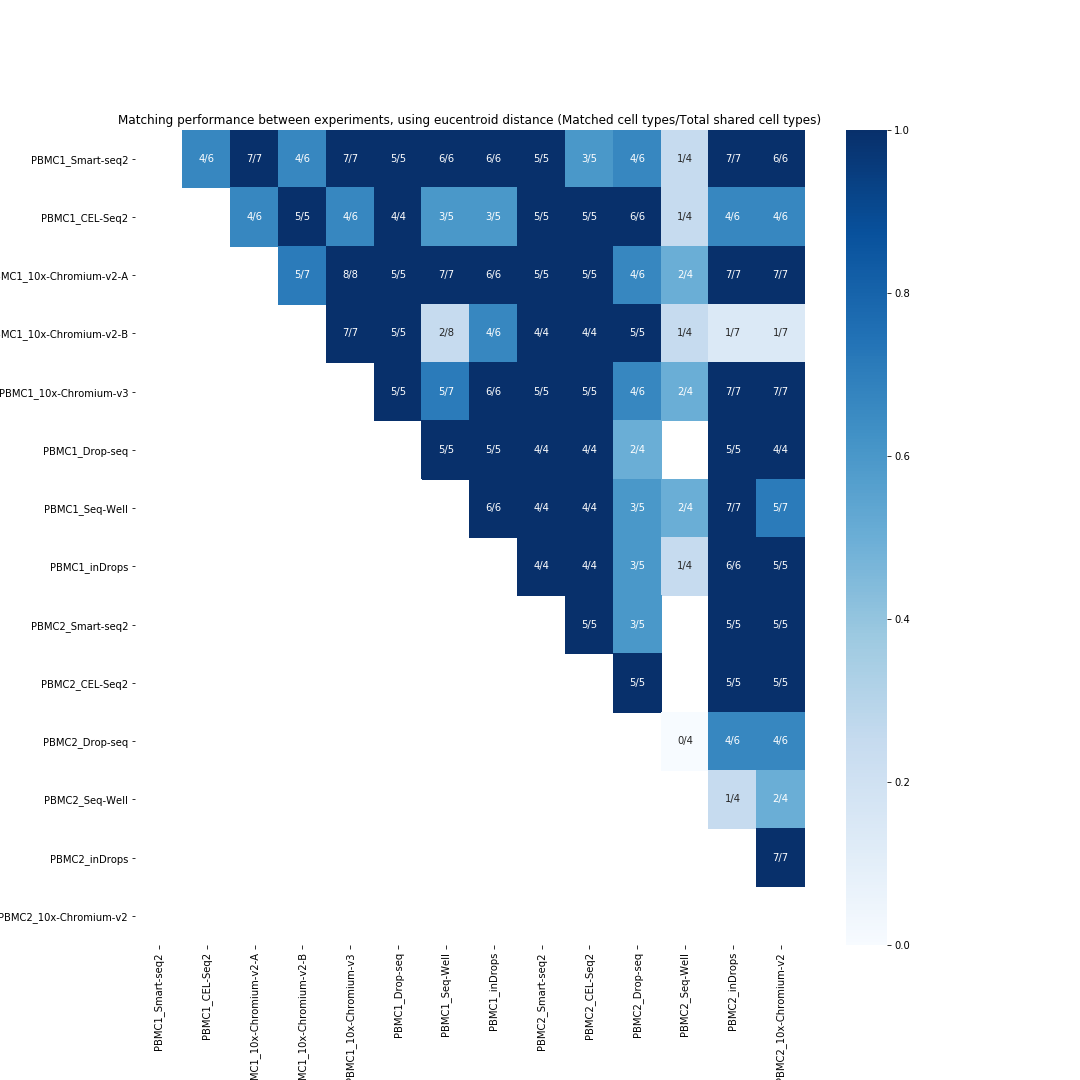 Matching performance between experiments, using eucentroid distance (Matched cell types/Total shared cell types)
PBMC1_Smart-seq2 4/6 7/7 4/6 7/7 5/5 6/6 6/6 5/5 3/5 4/6 1/4 7/7 6/6
PBMC1_CEL-Seq2 4/6 5/5 4/6 4/4 3/5 3/5 5/5 5/5 6/6 1/4 4/6 4/6
MC1_10x-Chromium-v2-A 5/7 8/8 5/5 7/7 6/6 5/5 5/5 4/6 2/4 7/7 7/7
MC1_10x-Chromium-v2-B 7/7 5/5 2/8 4/6 4/4 4/4 5/5 1/4 1/7 1/7
PBMC1_10x-Chromium-v3 5/5 5/7 6/6 5/5 5/5 4/6 2/4 7/7 7/7
PBMC1_Drop-seq 5/5 5/5 4/4 4/4 2/4 5/5 4/4
PBMC1_Seq-Well 6/6 4/4 4/4 3/5 2/4 7/7 5/7
PBMC1_inDrops 4/4 4/4 3/5 1/4 6/6 5/5
PBMC2_Smart-seq2 5/5 3/5 5/5 5/5
PBMC2_CEL-Seq2 5/5 5/5 5/5
PBMC2_Drop-seq 0/4 4/6 4/6
PBMC2_Seq-Well 1/4 2/4
PBMC2_inDrops 7/7
PBMC2_10x-Chromium-v2
PBMC1_Smart-seq2
PBMC1_CEL-Seq2
MC1_10x-Chromium-v2-A
MC1_10x-Chromium-v2-B
PBMC1_10x-Chromium-v3
PBMC1_Drop-seq
PBMC1_Seq-Well
PBMC1_inDrops
PBMC2_Smart-seq2
PBMC2_CEL-Seq2
PBMC2_Drop-seq
PBMC2_Seq-Well
PBMC2_inDrops
PBMC2_10x-Chromium-v2
1.0
0.8
0.6
0.4
0.2
0.0